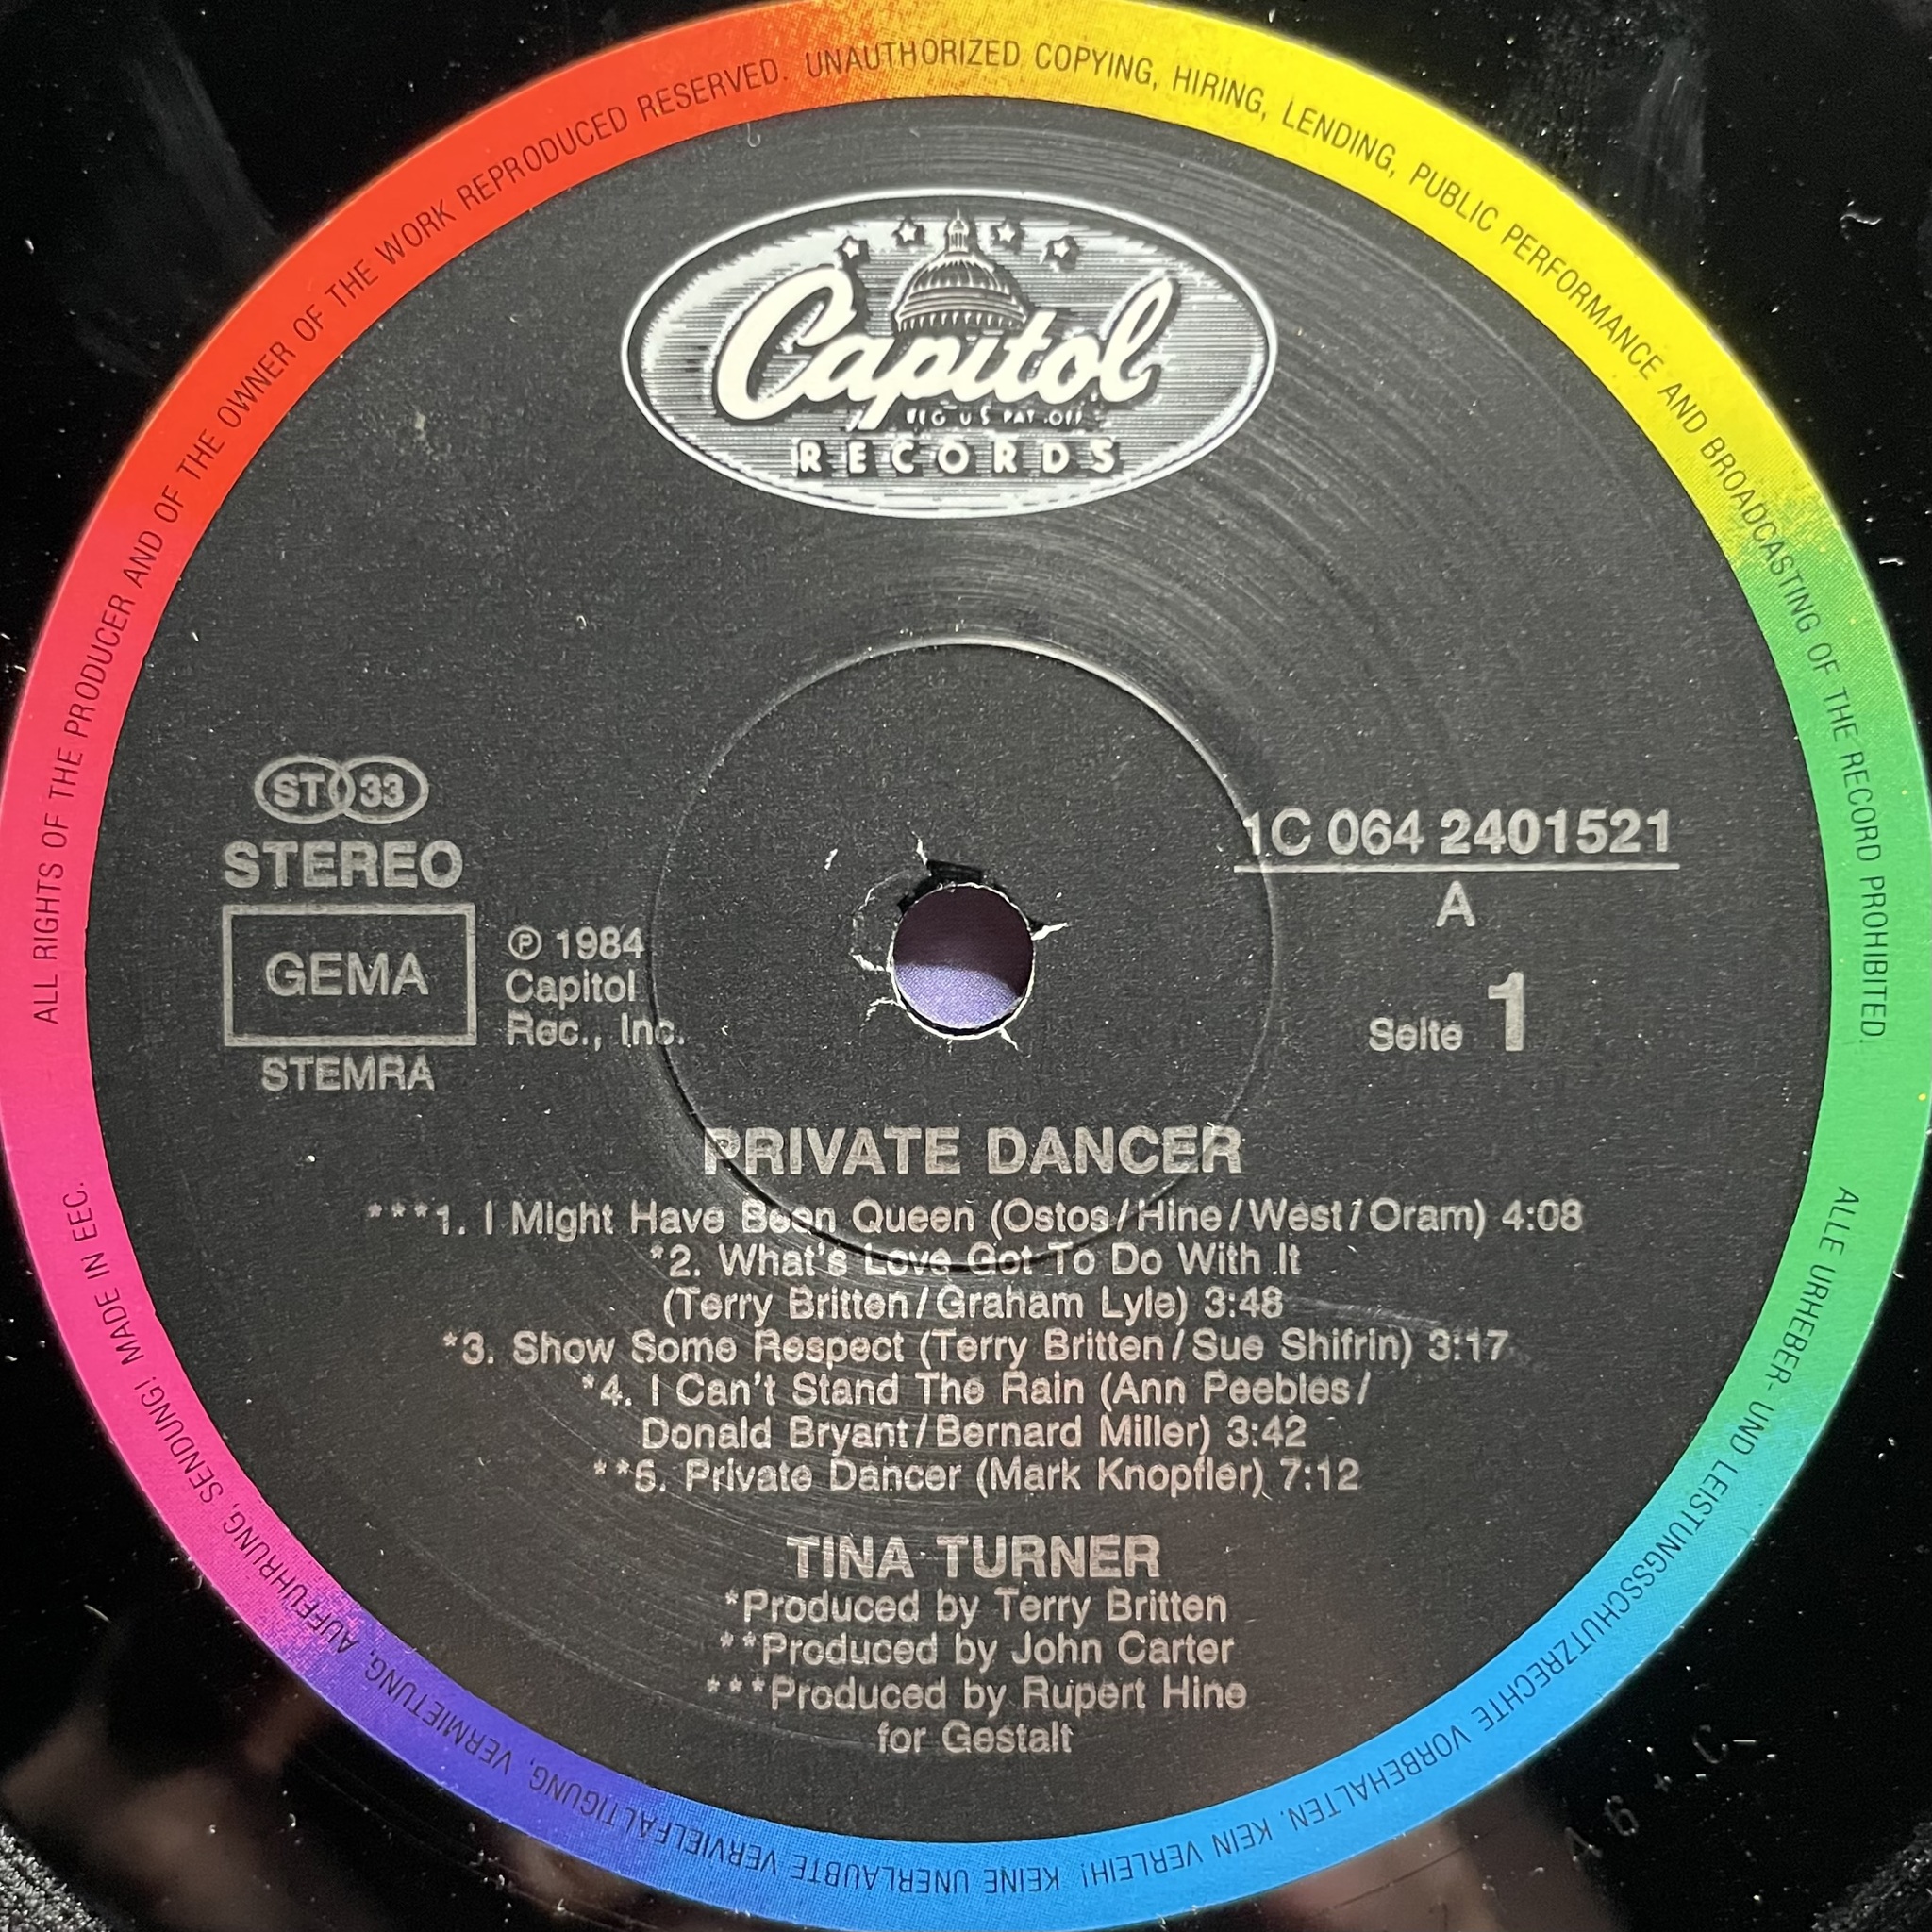 ALL RIGHTS OF THE PRODUCER AND OF THE OWNER OF THE WORK REPRODUCED RESERVED. UNAUTHORIZED COPYING, HIRING, LENDING, PUBLIC PERFORMANCE AND BROADCASTING OF THE RECORD PROHIBITED.
Capitol
REG U.S. PAT. OFF.
RECORDS
ST 33
STEREO
GEMA
STEMRA
℗ 1984
Capitol
Rec., Inc.
1C 064 2401521
A
Seite 1
PRIVATE DANCER
***1. I Might Have Been Queen (Ostos/Hine/West/Oram) 4:08
*2. What's Love Got To Do With It
(Terry Britten/Graham Lyle) 3:48
*3. Show Some Respect (Terry Britten/Sue Shifrin) 3:17
*4. I Can't Stand The Rain (Ann Peebles/
Donald Bryant/Bernard Miller) 3:42
**5. Private Dancer (Mark Knopfler) 7:12
TINA TURNER
*Produced by Terry Britten
**Produced by John Carter
***Produced by Rupert Hine
for Gestalt
ALLE URHEBER- UND LEISTUNGSSCHUTZRECHTE VORBEHALTEN. KEIN VERLEIH! KEINE UNERLAUBTE VERVIELFÄLTIGUNG, VERMIETUNG, AUFFÜHRUNG, SENDUNG! MADE IN EEC.